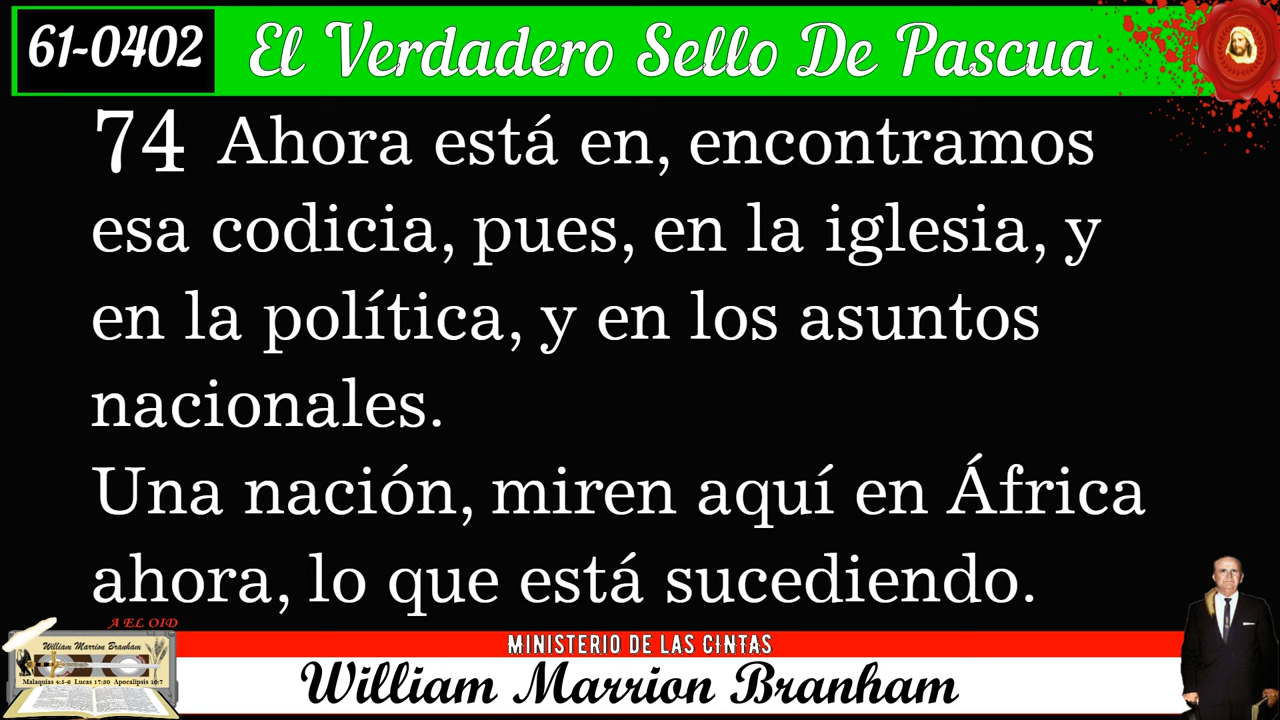 61-0402 El Verdadero Sello De Pascua
74 Ahora está en, encontramos
esa codicia, pues, en la iglesia, y
en la política, y en los asuntos
nacionales.
Una nación, miren aquí en África
ahora, lo que está sucediendo.
A EL OID
William Marrion Branham
Malaquias 4:5-6 Lucas 17:30 Apocalipsis 10:7
MINISTERIO DE LAS CINTAS
William Marrion Branham